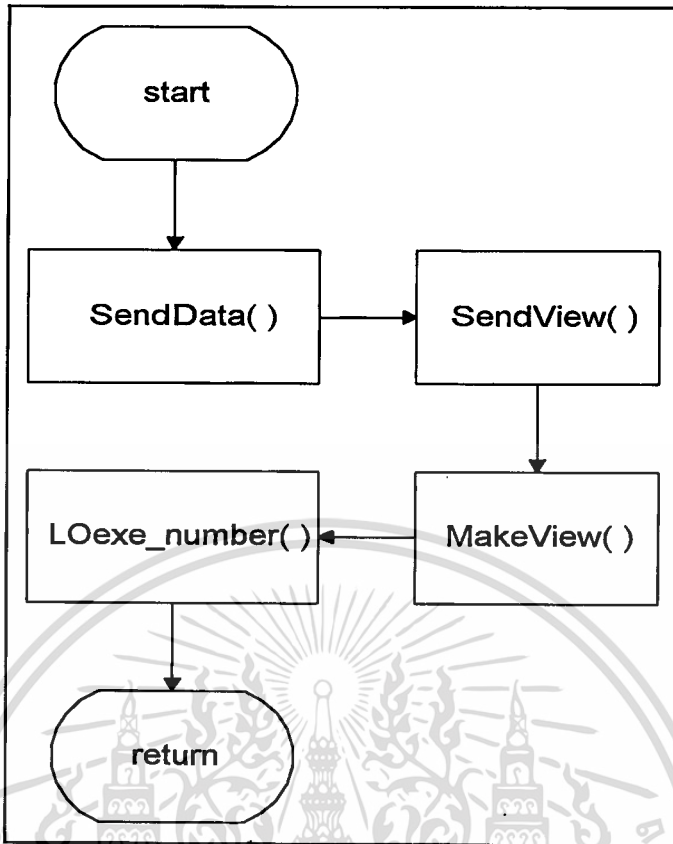 start
SendData( )
SendView( )
MakeView( )
LOexe_number( )
return